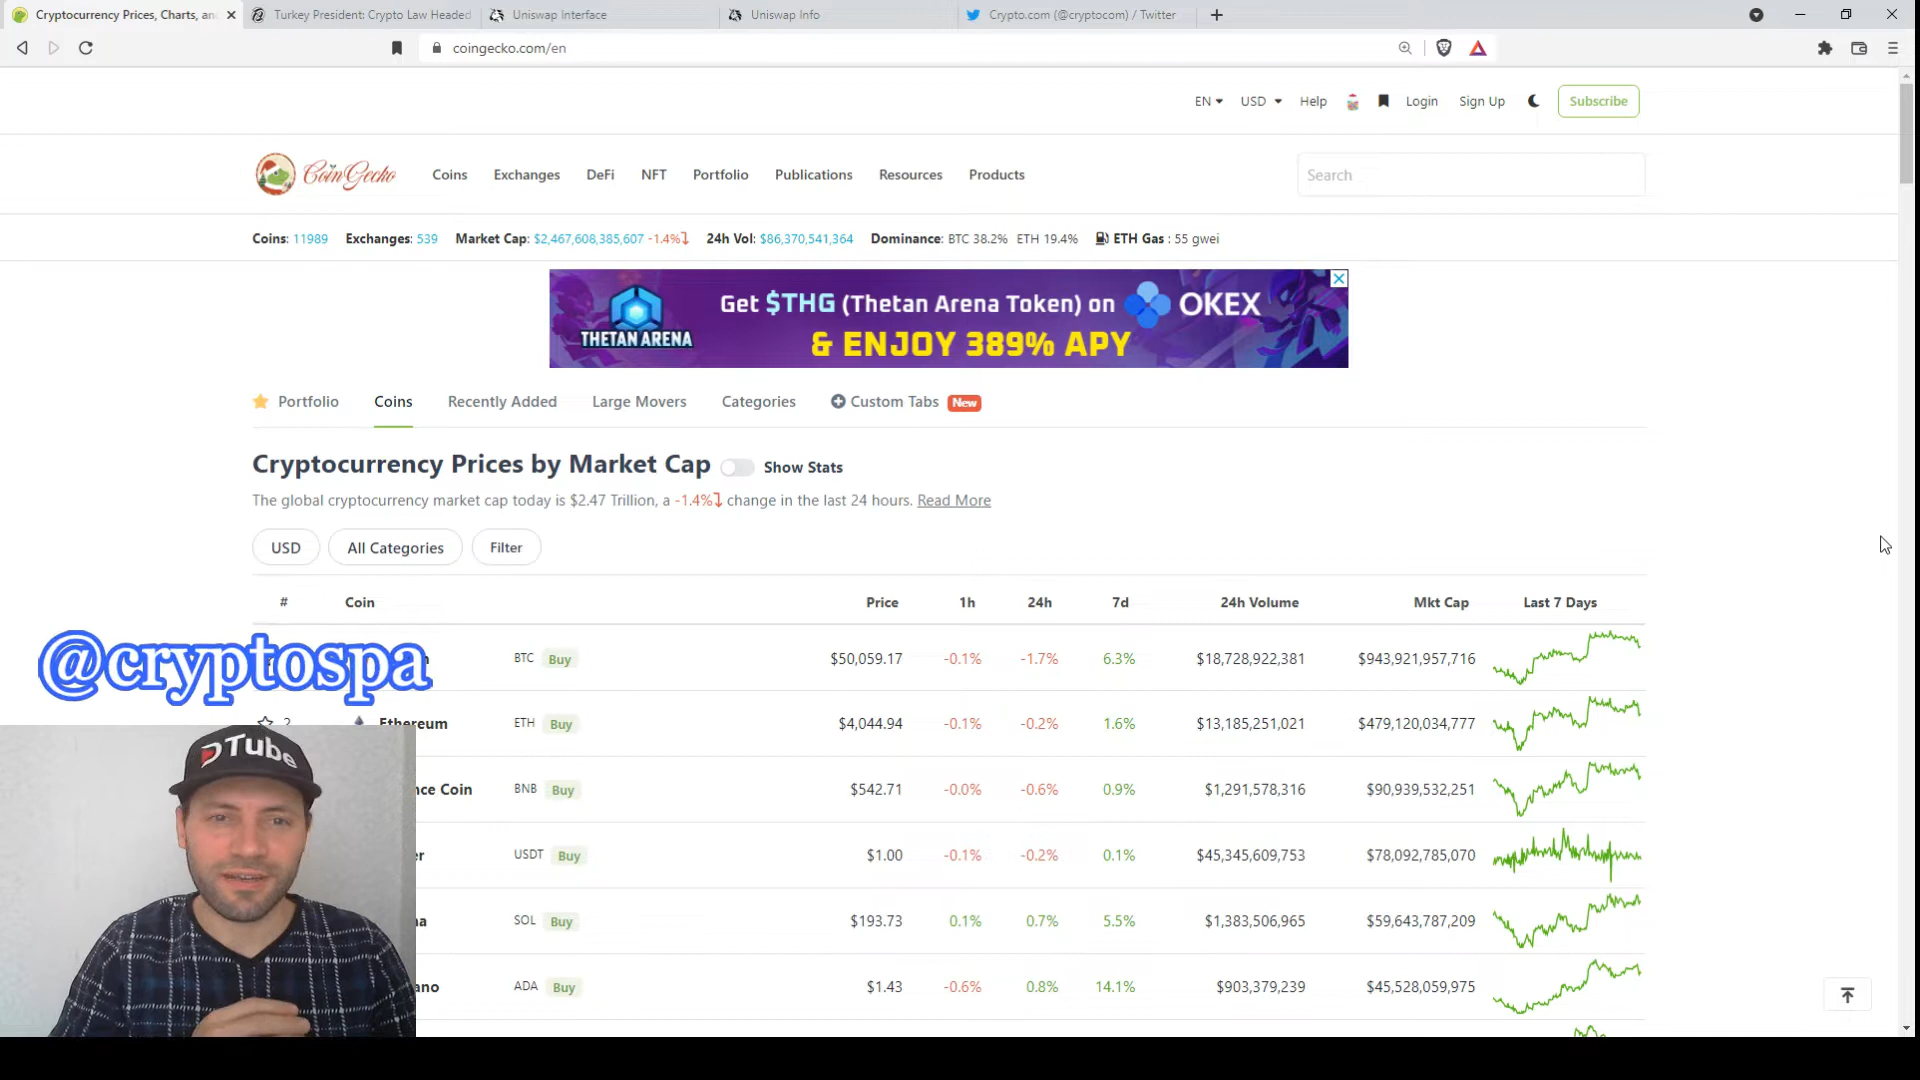 Cryptocurrency Prices, Charts, an
Turkey President: Crypto Law Headed
Uniswap Interface
Uniswap Info
Crypto.com (@cryptocom) / Twitter
coingecko.com/en
EN USD Help Login Sign Up Subscribe
CoinGecko Coins Exchanges DeFi NFT Portfolio Publications Resources Products Search
Coins: 11989 Exchanges: 539 Market Cap: $2,467,608,385,607 -1.4% 24h Vol: $86,370,541,364 Dominance: BTC 38.2% ETH 19.4% ETH Gas : 55 gwei
THETAN ARENA
Get $THG (Thetan Arena Token) on OKEX
& ENJOY 389% APY
Portfolio Coins Recently Added Large Movers Categories Custom Tabs New
Cryptocurrency Prices by Market Cap Show Stats
The global cryptocurrency market cap today is $2.47 Trillion, a -1.4% change in the last 24 hours. Read More
USD All Categories Filter
# Coin Price 1h 24h 7d 24h Volume Mkt Cap Last 7 Days
@cryptospa
n BTC Buy $50,059.17 -0.1% -1.7% 6.3% $18,728,922,381 $943,921,957,716
2 Ethereum ETH Buy $4,044.94 -0.1% -0.2% 1.6% $13,185,251,021 $479,120,034,777
nce Coin BNB Buy $542.71 -0.0% -0.6% 0.9% $1,291,578,316 $90,939,532,251
er USDT Buy $1.00 -0.1% -0.2% 0.1% $45,345,609,753 $78,092,785,070
na SOL Buy $193.73 0.1% 0.7% 5.5% $1,383,506,965 $59,643,787,209
ano ADA Buy $1.43 -0.6% 0.8% 14.1% $903,379,239 $45,528,059,975
DTube